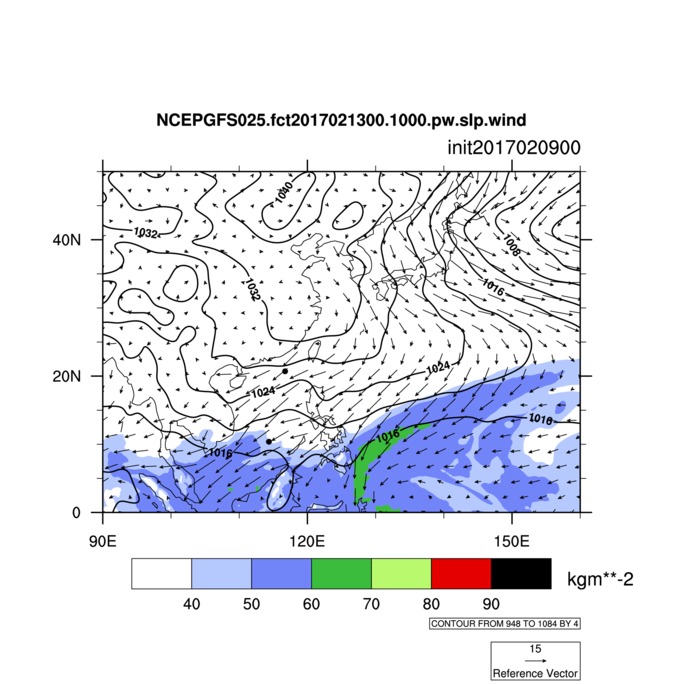 NCEPGFS025.fct2017021300.1000.pw.slp.wind
init2017020900
1040
1032
1008
40N
1032
1016
1024
20N
1024
1016
1016
1016
0
90E
120E
150E
40
50
60
70
80
90
kgm**-2
CONTOUR FROM 948 TO 1084 BY 4
15
Reference Vector